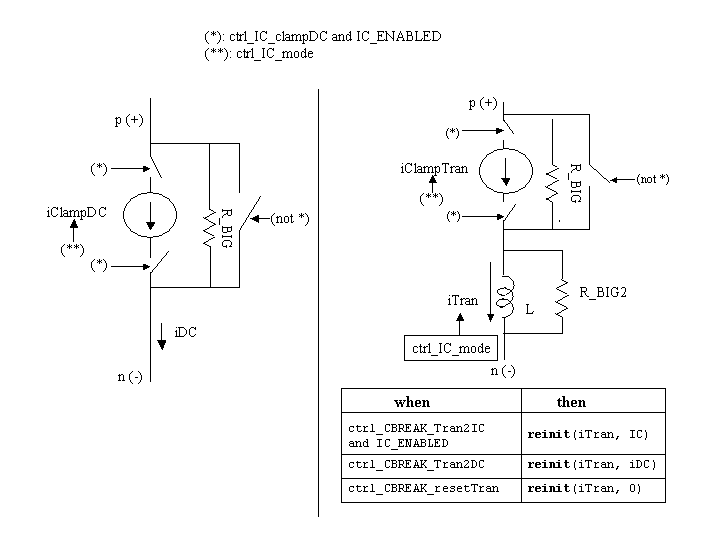 (*): ctrl_IC_clampDC and IC_ENABLED
(**): ctrl_IC_mode
p (+)
(*)
iClampDC
(**)
(*)
R_BIG
(not *)
iDC
n (-)
p (+)
(*)
iClampTran
(**)
(*)
R_BIG
(not *)
iTran
L
R_BIG2
ctrl_IC_mode
n (-)
when then
ctrl_CBREAK_Tran2IC
and IC_ENABLED
reinit(iTran, IC)
ctrl_CBREAK_Tran2DC reinit(iTran, iDC)
ctrl_CBREAK_resetTran reinit(iTran, 0)